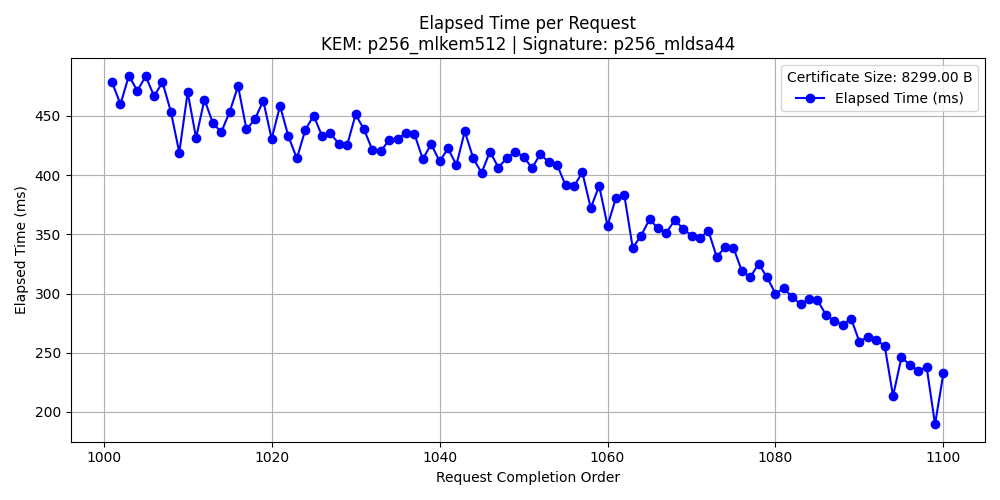 Elapsed Time per Request
KEM: p256_mlkem512 | Signature: p256_mldsa44
Certificate Size: 8299.00 B
Elapsed Time (ms)
Elapsed Time (ms)
450
400
350
300
250
200
1000 1020 1040 1060 1080 1100
Request Completion Order